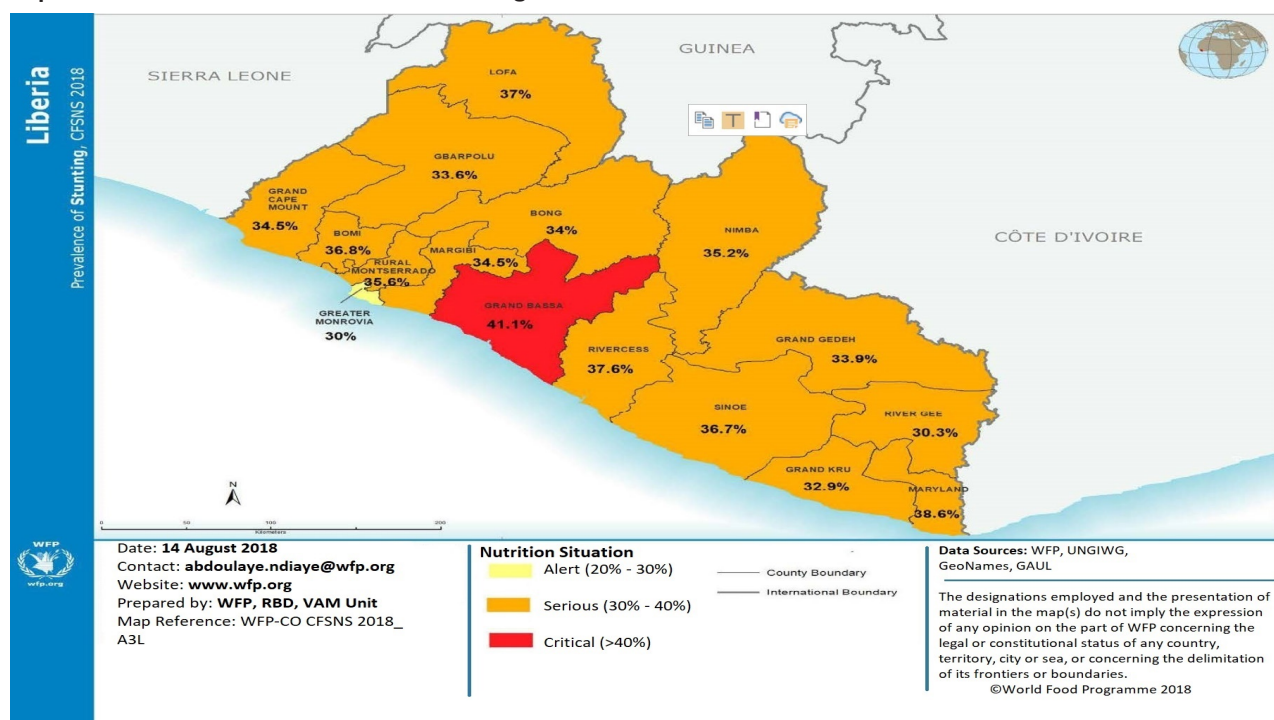 Liberia
Prevalence of Stunting, CFSNS 2018
SIERRA LEONE
GUINEA
CÔTE D'IVOIRE
LOFA
37%
GBARPOLU
33.6%
GRAND
CAPE
MOUNT
34.5%
BONG
34%
BOMI
36.8%
MARGIBI
34.5%
RURAL
MONTSERRADO
35,6%
GREATER
MONROVIA
30%
NIMBA
35.2%
GRAND BASSA
41.1%
RIVERCESS
37.6%
GRAND GEDEH
33.9%
SINOE
36.7%
RIVER GEE
30.3%
GRAND KRU
32.9%
MARYLAND
38.6%
N
0 50 100 200
Kilometers
WFP
wfp.org
Date: 14 August 2018
Contact: abdoulaye.ndiaye@wfp.org
Website: www.wfp.org
Prepared by: WFP, RBD, VAM Unit
Map Reference: WFP-CO CFSNS 2018_
A3L
Nutrition Situation
Alert (20% - 30%)
Serious (30% - 40%)
Critical (>40%)
County Boundary
International Boundary
Data Sources: WFP, UNGIWG,
GeoNames, GAUL
The designations employed and the presentation of
material in the map(s) do not imply the expression
of any opinion on the part of WFP concerning the
legal or constitutional status of any country,
territory, city or sea, or concerning the delimitation
of its frontiers or boundaries.
©World Food Programme 2018